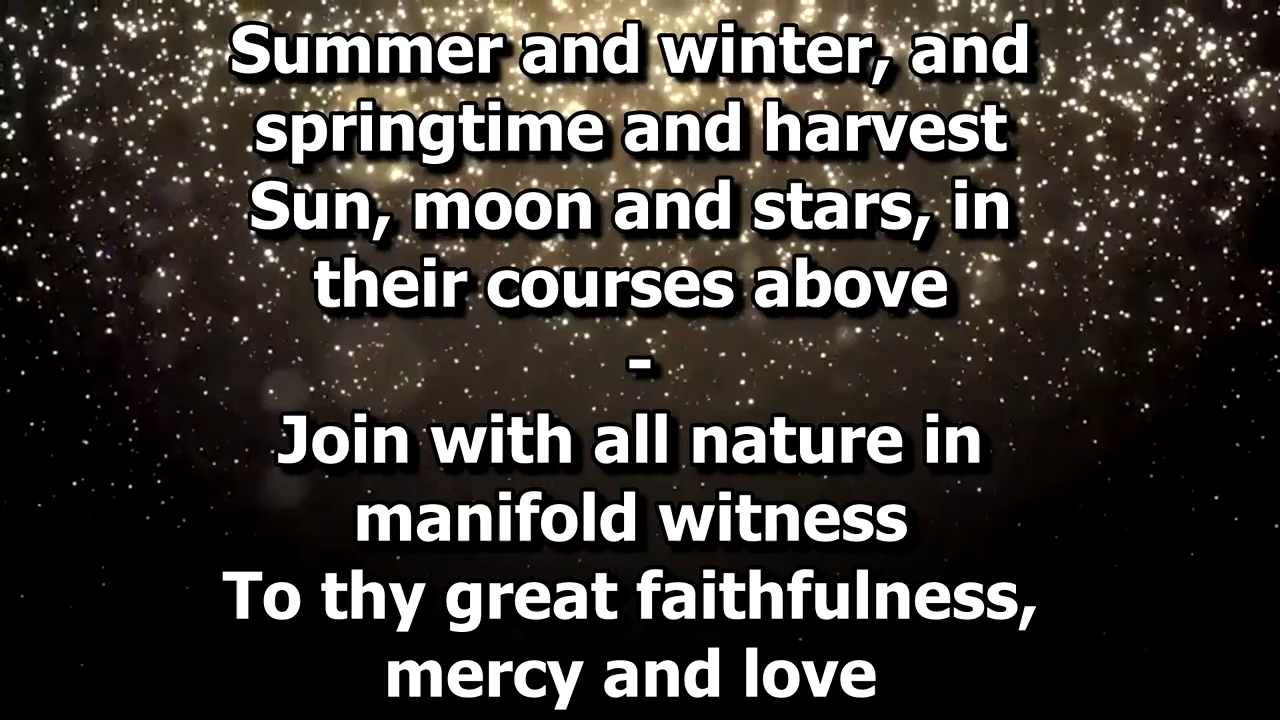 Summer and winter, and
springtime and harvest
Sun, moon and stars, in
their courses above
-
Join with all nature in
manifold witness
To thy great faithfulness,
mercy and love